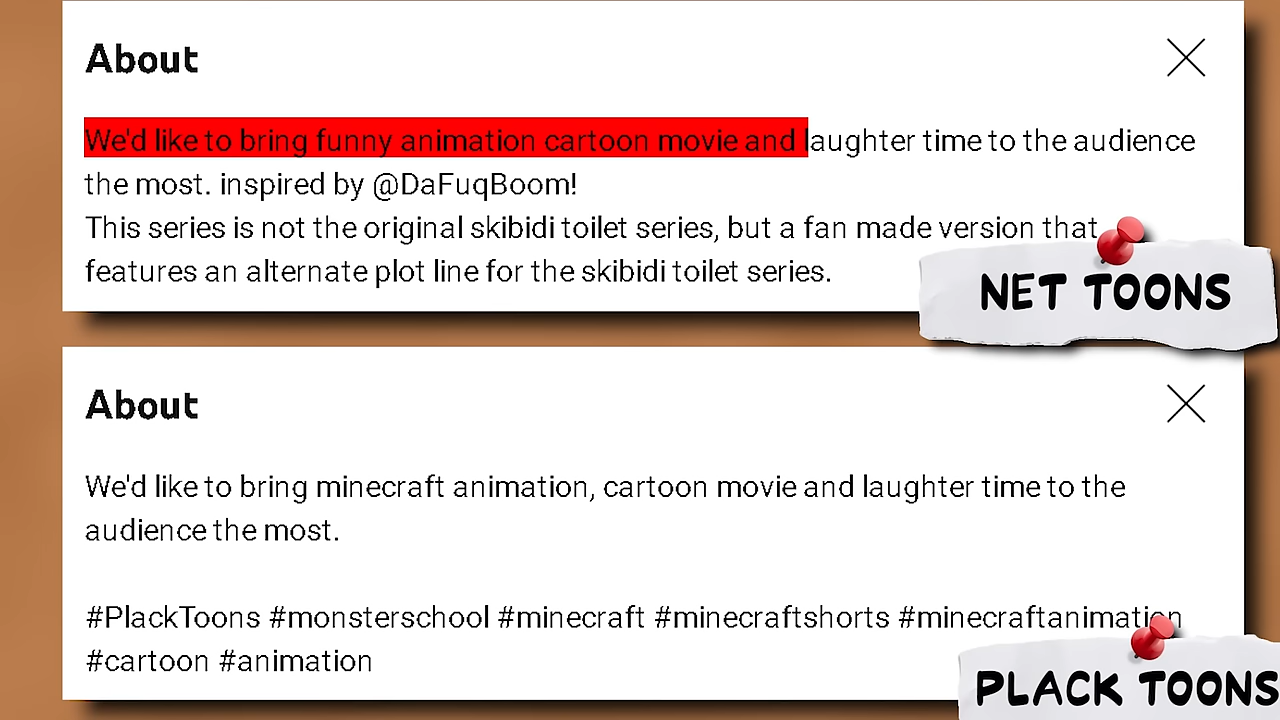 About
We'd like to bring funny animation cartoon movie and laughter time to the audience
the most. inspired by @DaFuqBoom!
This series is not the original skibidi toilet series, but a fan made version that
features an alternate plot line for the skibidi toilet series.
NET TOONS
About
We'd like to bring minecraft animation, cartoon movie and laughter time to the
audience the most.
#PlackToons #monsterschool #minecraft #minecraftshorts #minecraftanimation
#cartoon #animation
PLACK TOONS